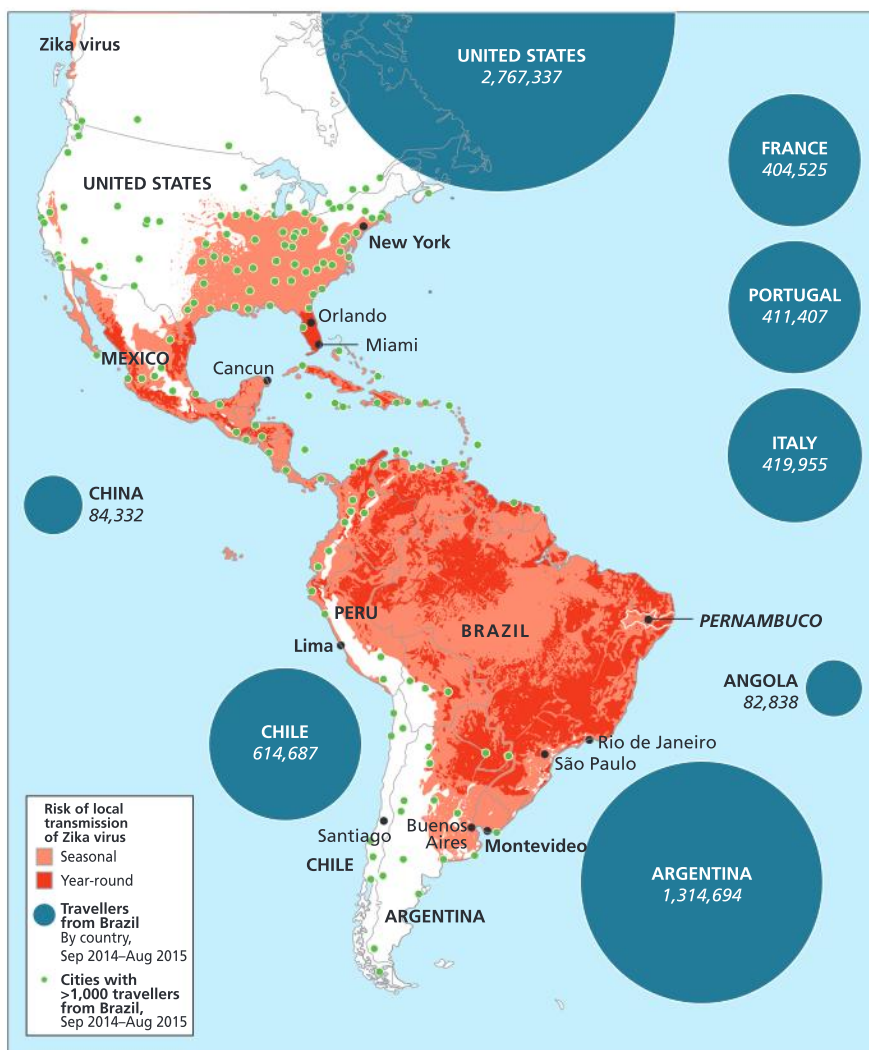 Zika virus
UNITED STATES
2,767,337
FRANCE
404,525
UNITED STATES
New York
PORTUGAL
411,407
Orlando
Miami
MEXICO
Cancun
ITALY
419,955
CHINA
84,332
PERU
BRAZIL
PERNAMBUCO
Lima
ANGOLA
82,838
CHILE
614,687
Rio de Janeiro
São Paulo
Risk of local
transmission
of Zika virus
Seasonal
Year-round
Travellers
from Brazil
By country,
Sep 2014–Aug 2015
Cities with
>1,000 travellers
from Brazil,
Sep 2014–Aug 2015
Santiago
Buenos
Aires
Montevideo
CHILE
ARGENTINA
1,314,694
ARGENTINA